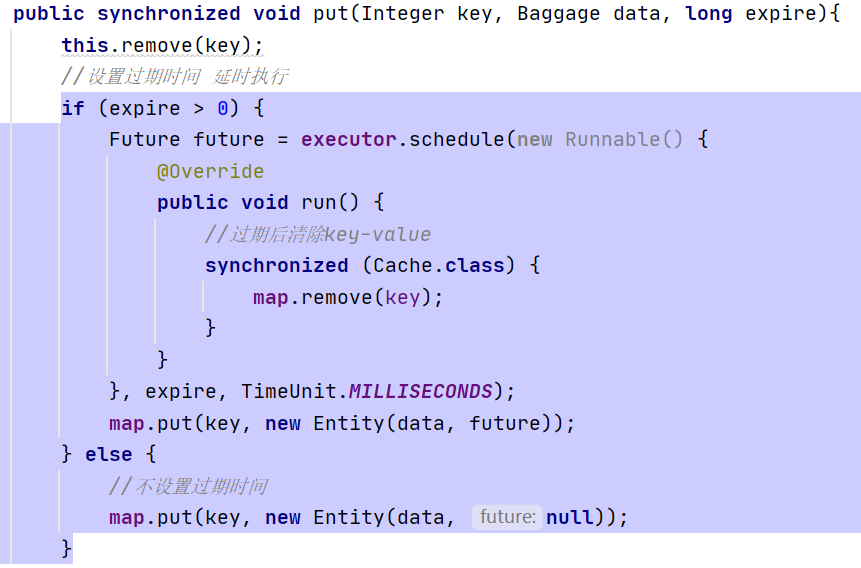 public synchronized void put(Integer key, Baggage data, long expire){
this.remove(key);
//设置过期时间 延时执行
if (expire > 0) {
Future future = executor.schedule(new Runnable() {
@Override
public void run() {
//过期后清除key-value
synchronized (Cache.class) {
map.remove(key);
}
}
}, expire, TimeUnit.MILLISECONDS);
map.put(key, new Entity(data, future));
} else {
//不设置过期时间
map.put(key, new Entity(data, future: null));
}